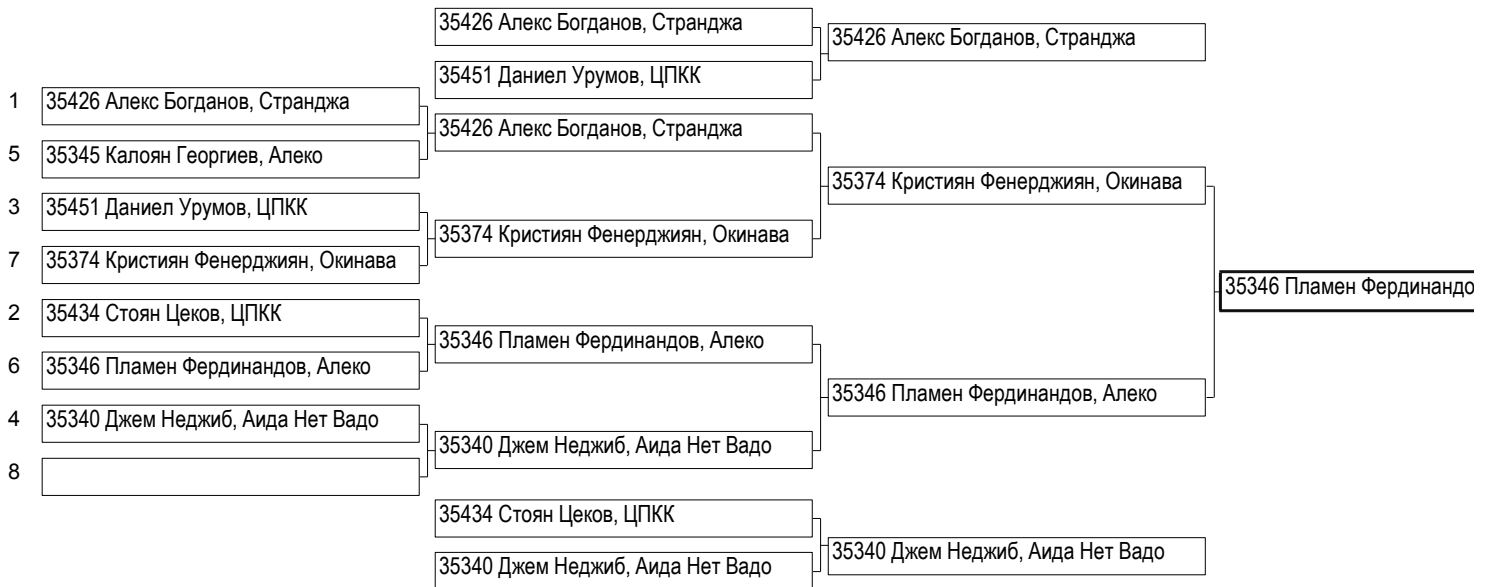 35426 Алекс Богданов, Странджа
35426 Алекс Богданов, Странджа
35451 Даниел Урумов, ЦПКК
1 35426 Алекс Богданов, Странджа
35426 Алекс Богданов, Странджа
5 35345 Калоян Георгиев, Алеко
35374 Кристиян Фенерджиян, Окинава
3 35451 Даниел Урумов, ЦПКК
35374 Кристиян Фенерджиян, Окинава
7 35374 Кристиян Фенерджиян, Окинава
35346 Пламен Фердинандо
2 35434 Стоян Цеков, ЦПКК
35346 Пламен Фердинандов, Алеко
6 35346 Пламен Фердинандов, Алеко
35346 Пламен Фердинандов, Алеко
4 35340 Джем Неджиб, Аида Нет Вадо
35340 Джем Неджиб, Аида Нет Вадо
8
35434 Стоян Цеков, ЦПКК
35340 Джем Неджиб, Аида Нет Вадо
35340 Джем Неджиб, Аида Нет Вадо